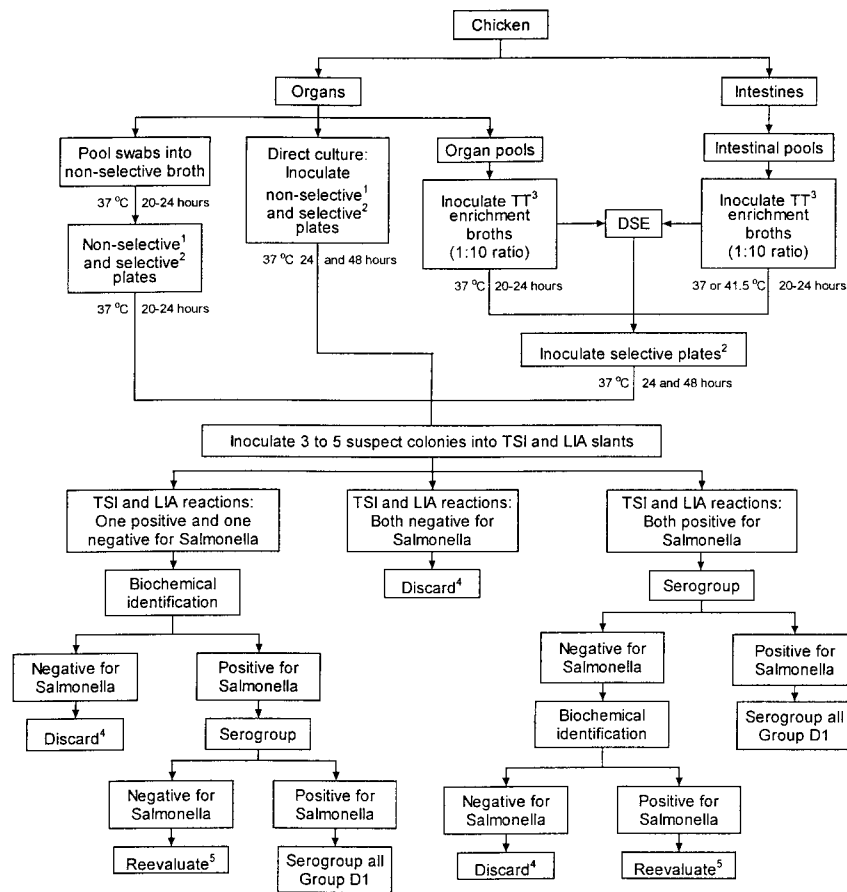 Chicken
Organs
Intestines
Pool swabs into
non-selective broth
Direct culture:
Inoculate
non-selective¹
and selective²
plates
Organ pools
Intestinal pools
Inoculate TT³
enrichment
broths
(1:10 ratio)
DSE
Inoculate TT³
enrichment
broths
(1:10 ratio)
37 °C 20-24 hours
Non-selective¹
and selective²
plates
37 °C 24 and 48 hours
37 °C 20-24 hours
37 or 41.5 °C 20-24 hours
37 °C 20-24 hours
Inoculate selective plates²
37 °C 24 and 48 hours
Inoculate 3 to 5 suspect colonies into TSI and LIA slants
TSI and LIA reactions:
One positive and one
negative for Salmonella
TSI and LIA reactions:
Both negative for
Salmonella
TSI and LIA reactions:
Both positive for
Salmonella
Biochemical
identification
Discard⁴
Serogroup
Negative for
Salmonella
Positive for
Salmonella
Negative for
Salmonella
Positive for
Salmonella
Discard⁴
Serogroup
Biochemical
identification
Serogroup all
Group D1
Negative for
Salmonella
Positive for
Salmonella
Negative for
Salmonella
Positive for
Salmonella
Reevaluate⁵
Serogroup all
Group D1
Discard⁴
Reevaluate⁵